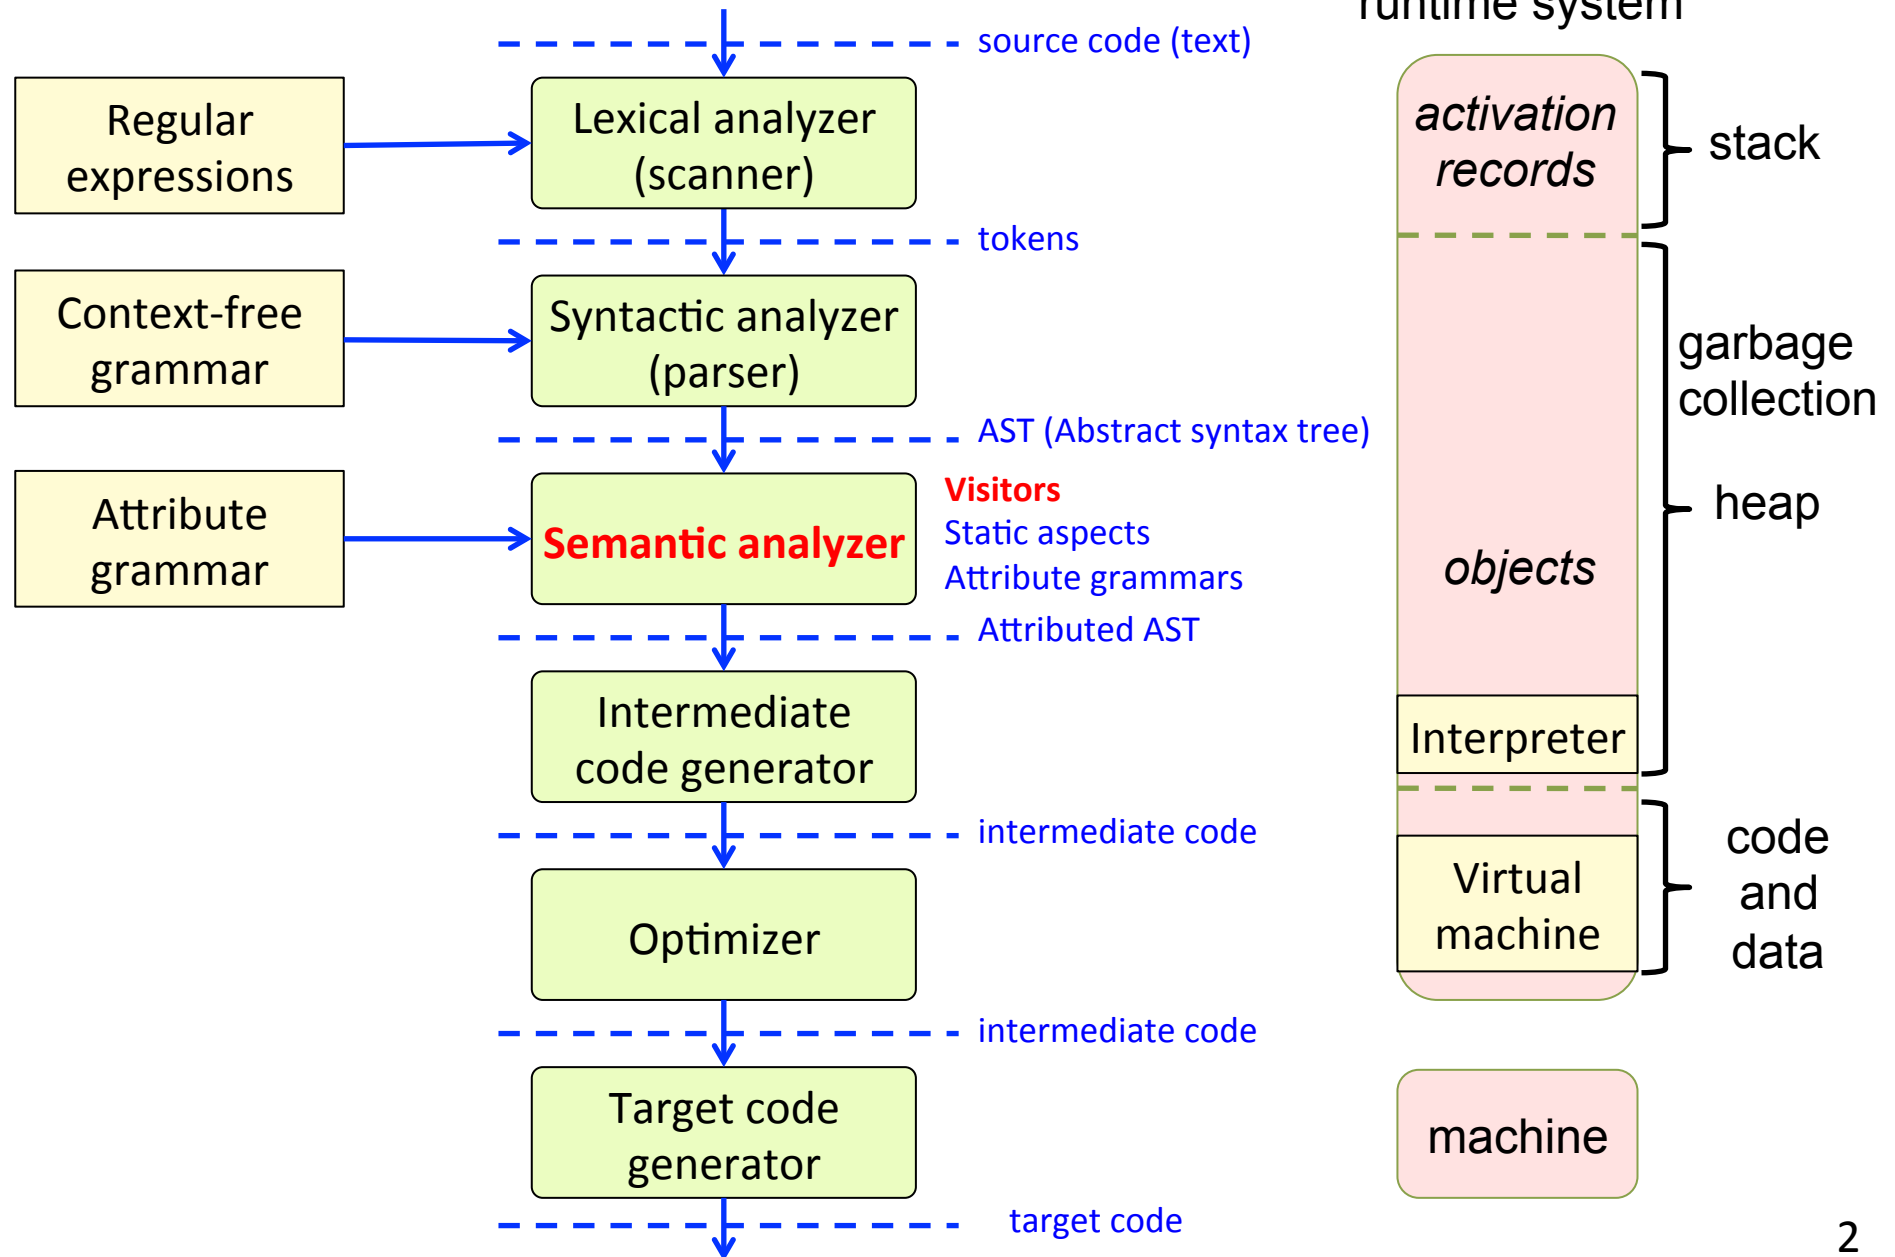 runtime system
source code (text)
Regular
expressions
Lexical analyzer
(scanner)
tokens
Context-free
grammar
Syntactic analyzer
(parser)
AST (Abstract syntax tree)
Attribute
grammar
Semantic analyzer
Visitors
Static aspects
Attribute grammars
Attributed AST
Intermediate
code generator
intermediate code
Optimizer
intermediate code
Target code
generator
target code
activation
records
stack
garbage
collection
heap
objects
Interpreter
Virtual
machine
code
and
data
machine
2